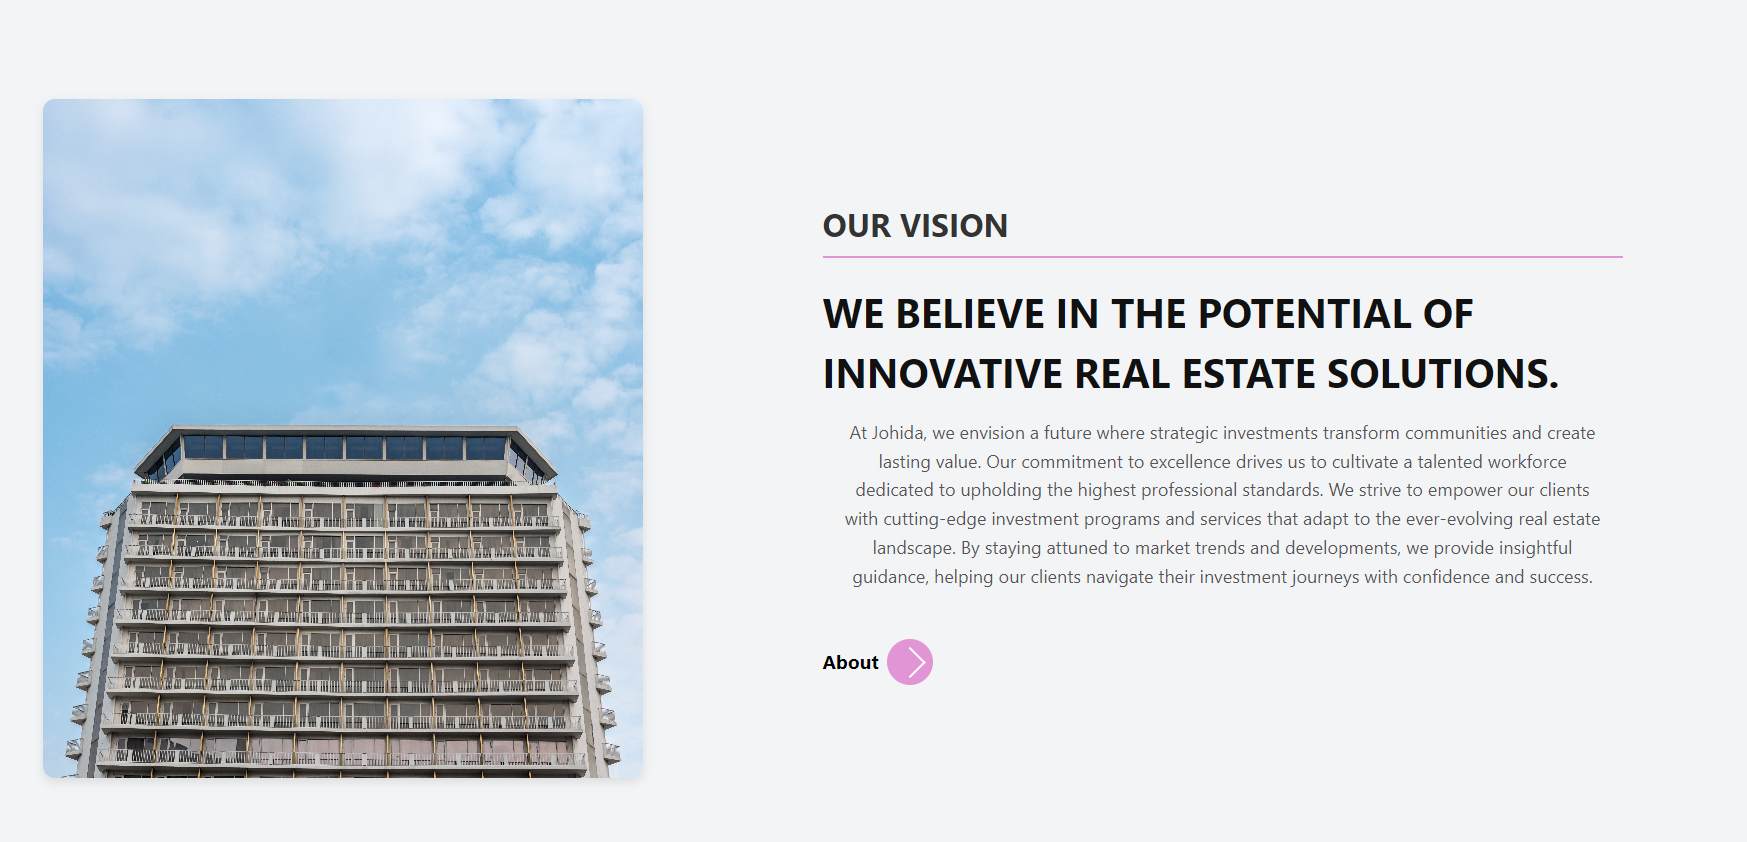 OUR VISION
WE BELIEVE IN THE POTENTIAL OF
INNOVATIVE REAL ESTATE SOLUTIONS.
At Johida, we envision a future where strategic investments transform communities and create
lasting value. Our commitment to excellence drives us to cultivate a talented workforce
dedicated to upholding the highest professional standards. We strive to empower our clients
with cutting-edge investment programs and services that adapt to the ever-evolving real estate
landscape. By staying attuned to market trends and developments, we provide insightful
guidance, helping our clients navigate their investment journeys with confidence and success.
About